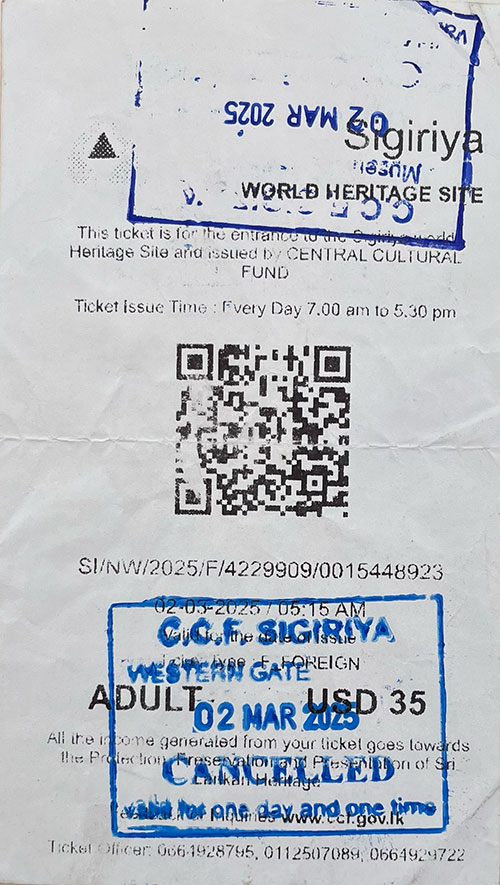 02 MAR 2025
Sigiriya
WORLD HERITAGE SITE
This ticket is for the entrance to the Sigiriya world
Heritage Site and issued by CENTRAL CULTURAL
FUND
Ticket Issue Time : Every Day 7.00 am to 5.30 pm
SI/NW/2025/F/4229909/0015448923
02-03-2025 / 05:15 AM
C.C.F. SIGIRIYA
Valid for the date of Issue
Type : F- FOREIGN
WESTERN GATE
ADULT USD 35
02 MAR 2025
All the income generated from your ticket goes towards
the Protection, Preservation and Presentation of Sri
CANCELLED
Lankan Heritage
valid for one day and one time
inquiries www.ccf.gov.lk
Ticket Officer: 0664928795, 0112507089, 0664929722